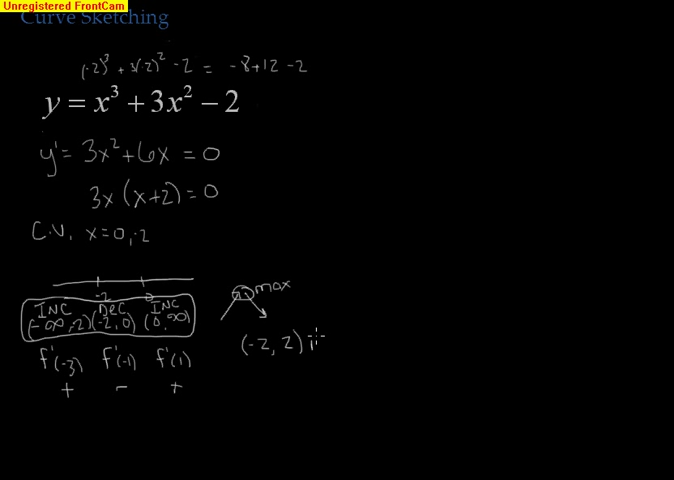 Unregistered FrontCam
Curve Sketching
(-2)³ + 3(-2)² - 2 = -8 + 12 - 2
y = x³ + 3x² − 2
y' = 3x² + 6x = 0
3x (x+2) = 0
C.V. x = 0, -2
-2 0
max
INC DEC INC
(-∞, -2) (-2, 0) (0, ∞)
(-2, 2)
f'(-3) f'(-1) f'(1)
+ - +